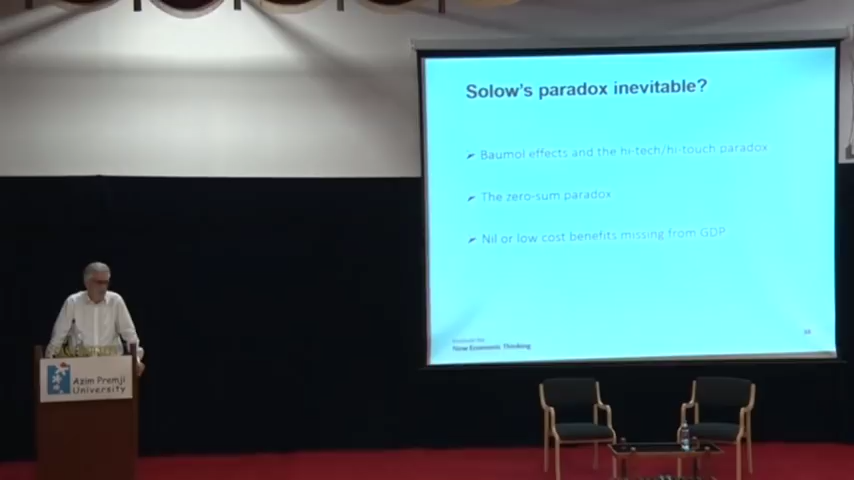 Solow's paradox inevitable?
Baumol effects and the hi-tech/hi-touch paradox
The zero-sum paradox
Nil or low cost benefits missing from GDP
New Economic Thinking
Azim Premji
University